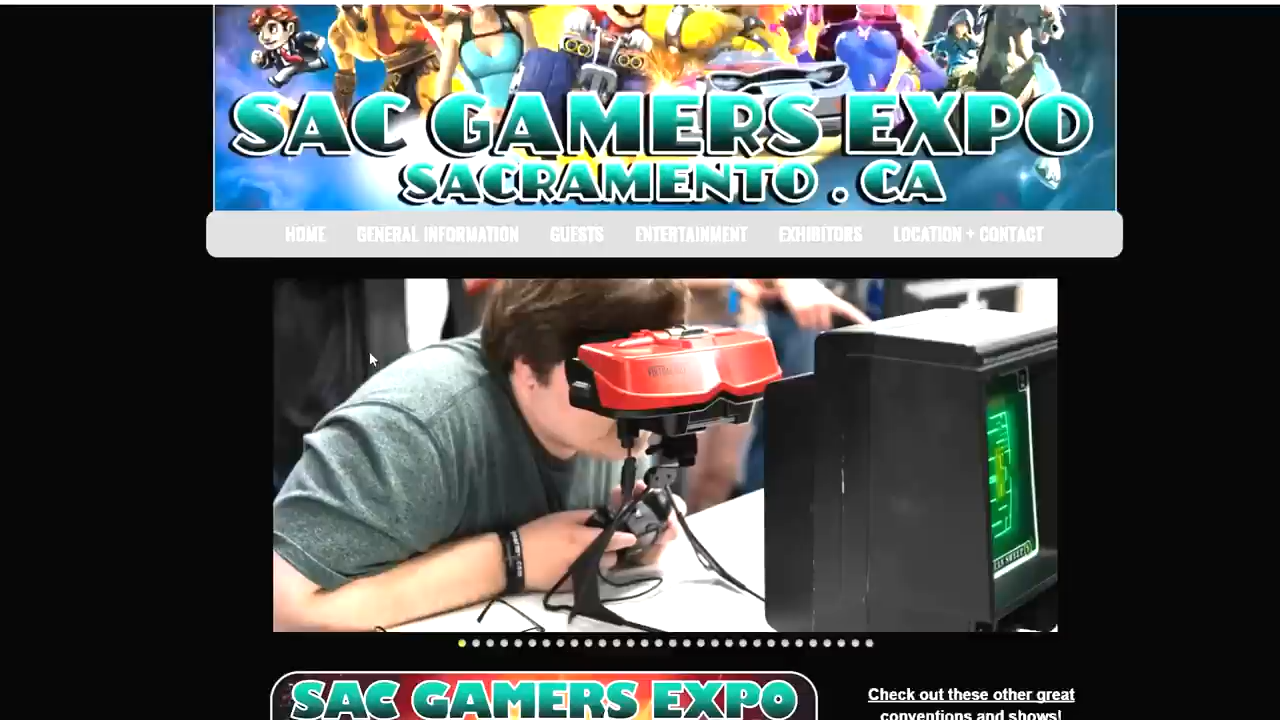 SAC GAMERS EXPO
SACRAMENTO . CA
HOME GENERAL INFORMATION GUESTS ENTERTAINMENT EXHIBITORS LOCATION + CONTACT
SAC GAMERS EXPO
Check out these other great
conventions and shows!